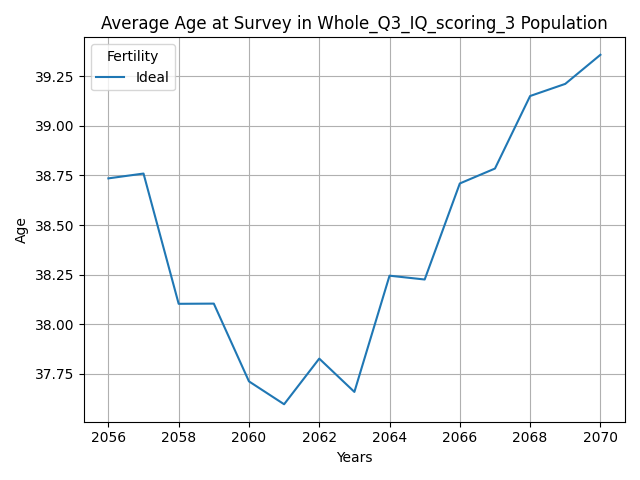 Average Age at Survey in Whole_Q3_IQ_scoring_3 Population
Fertility
Ideal
39.25
39.00
38.75
38.50
38.25
38.00
37.75
Age
2056 2058 2060 2062 2064 2066 2068 2070
Years